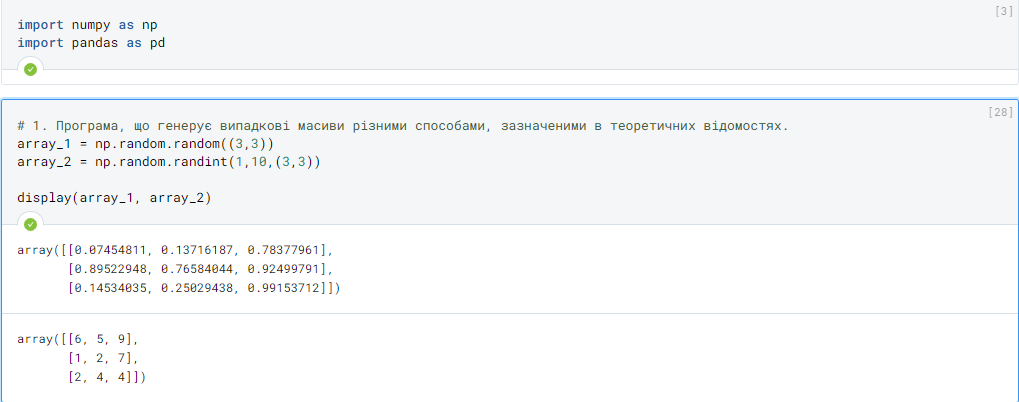 [3]
import numpy as np
import pandas as pd
[28]
# 1. Програма, що генерує випадкові масиви різними способами, зазначеними в теоретичних відомостях.
array_1 = np.random.random((3,3))
array_2 = np.random.randint(1,10,(3,3))
display(array_1, array_2)
array([[0.07454811, 0.13716187, 0.78377961],
[0.89522948, 0.76584044, 0.92499791],
[0.14534035, 0.25029438, 0.99153712]])
array([[6, 5, 9],
[1, 2, 7],
[2, 4, 4]])